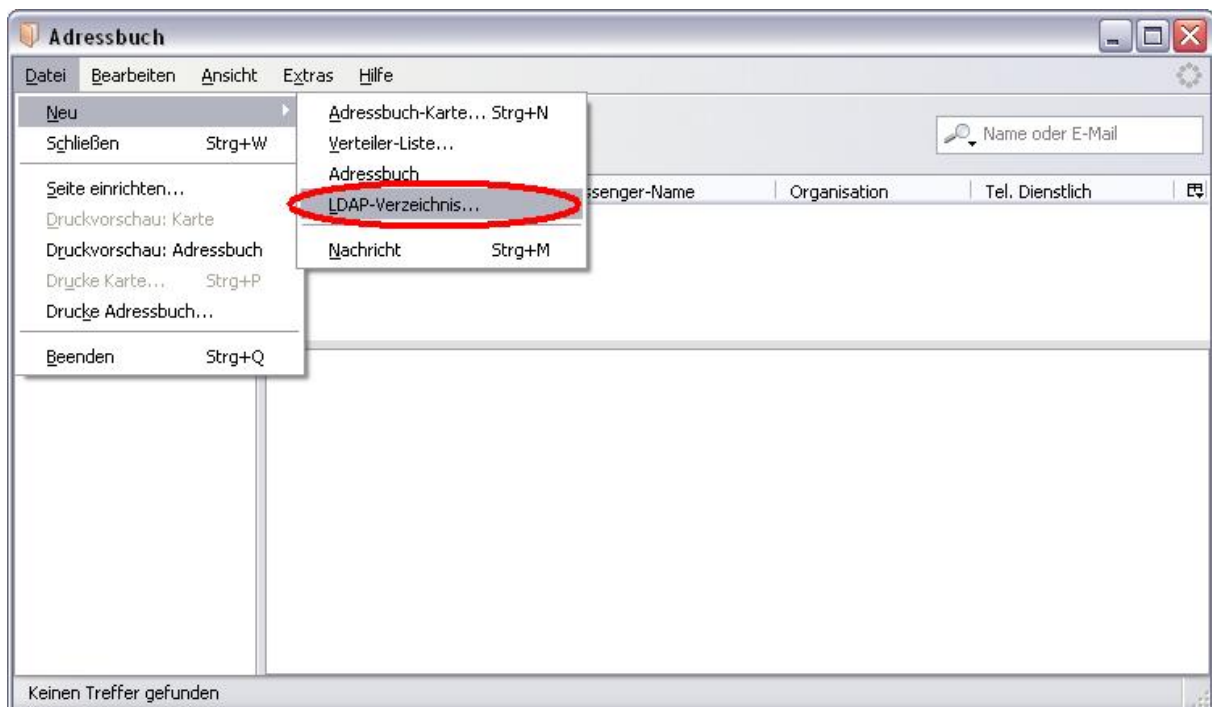 Adressbuch
Datei Bearbeiten Ansicht Extras Hilfe
Neu
Schließen Strg+W
Seite einrichten...
Druckvorschau: Karte
Druckvorschau: Adressbuch
Drucke Karte... Strg+P
Drucke Adressbuch...
Beenden Strg+Q
Adressbuch-Karte... Strg+N
Verteiler-Liste...
Adressbuch
LDAP-Verzeichnis...
Nachricht Strg+M
Name oder E-Mail
ssenger-Name Organisation Tel. Dienstlich
Keinen Treffer gefunden